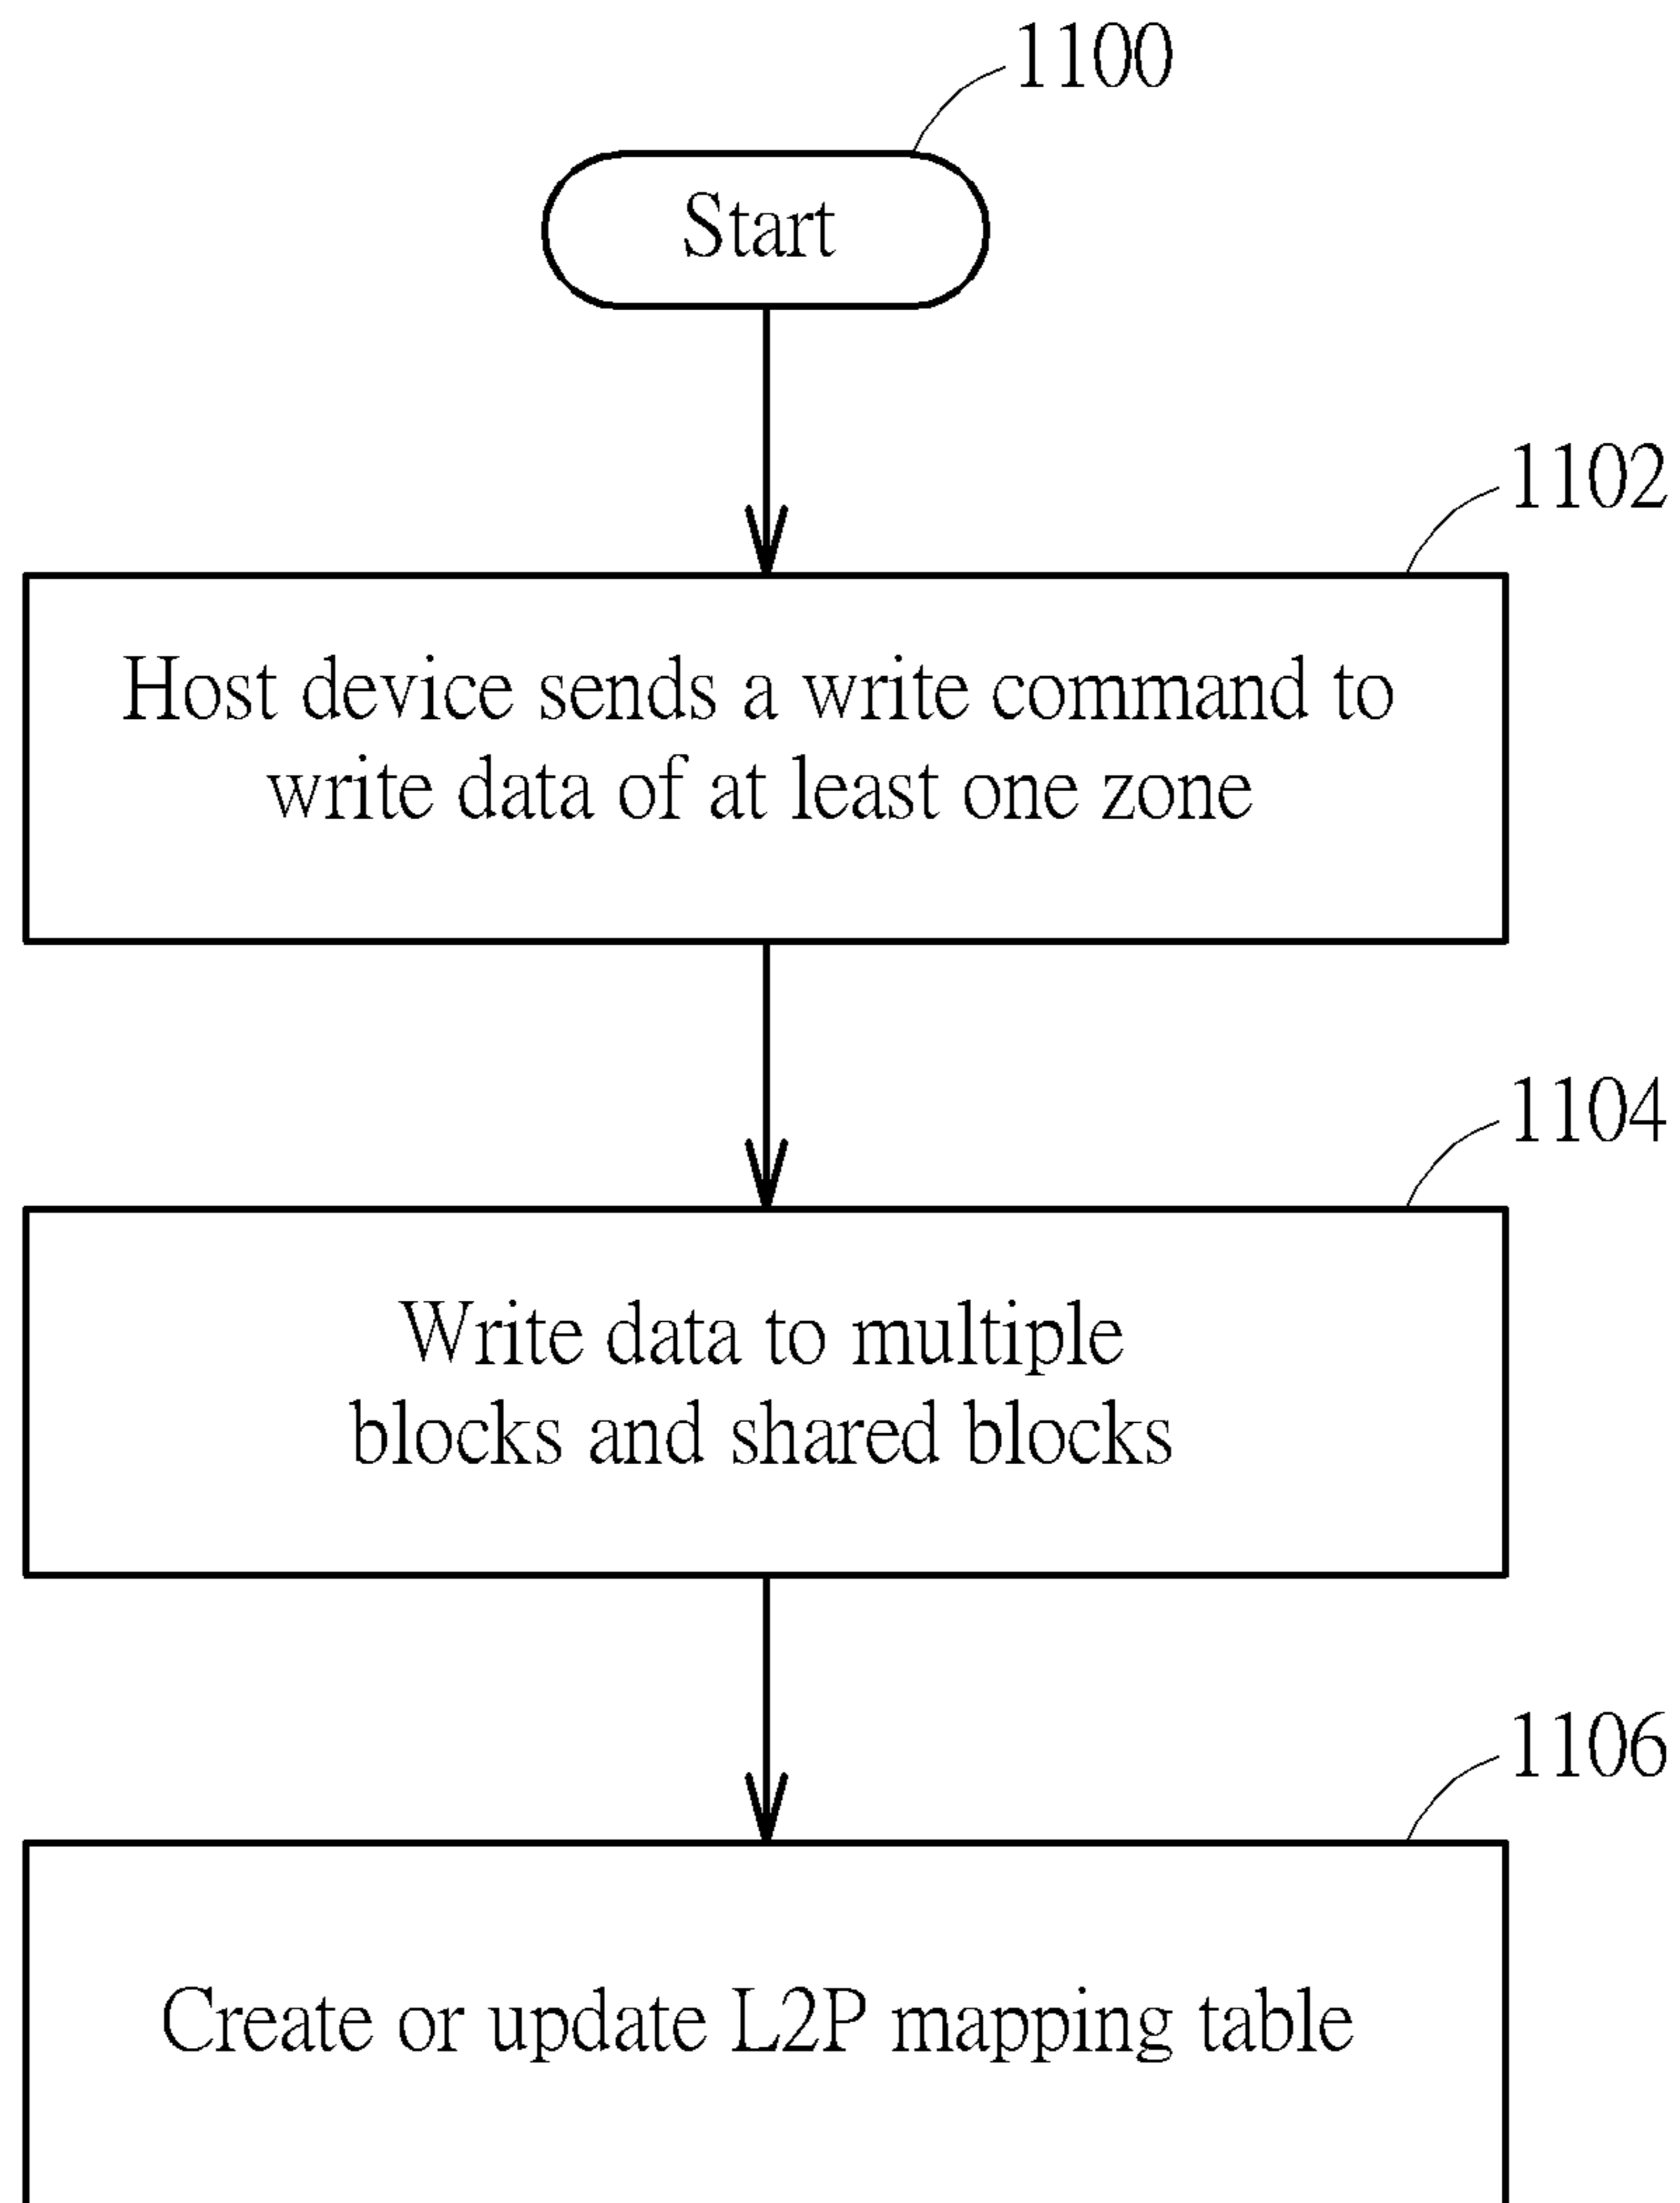 1100
Start
1102
Host device sends a write command to
write data of at least one zone
1104
Write data to multiple
blocks and shared blocks
1106
Create or update L2P mapping table